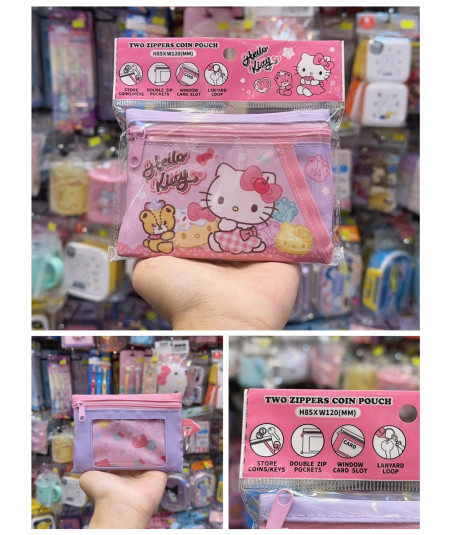 TWO ZIPPERS COIN POUCH
H85XW120(MM)
STORE
COINS/KEYS
DOUBLE ZIP
POCKETS
WINDOW
CARD SLOT
LANYARD
LOOP
CARD
Hello
Kitty
Hello
Kitty
TWO ZIPPERS COIN POUCH
H85XW120(MM)
CARD
STORE
COINS/KEYS
DOUBLE ZIP
POCKETS
WINDOW
CARD SLOT
LANYARD
LOOP